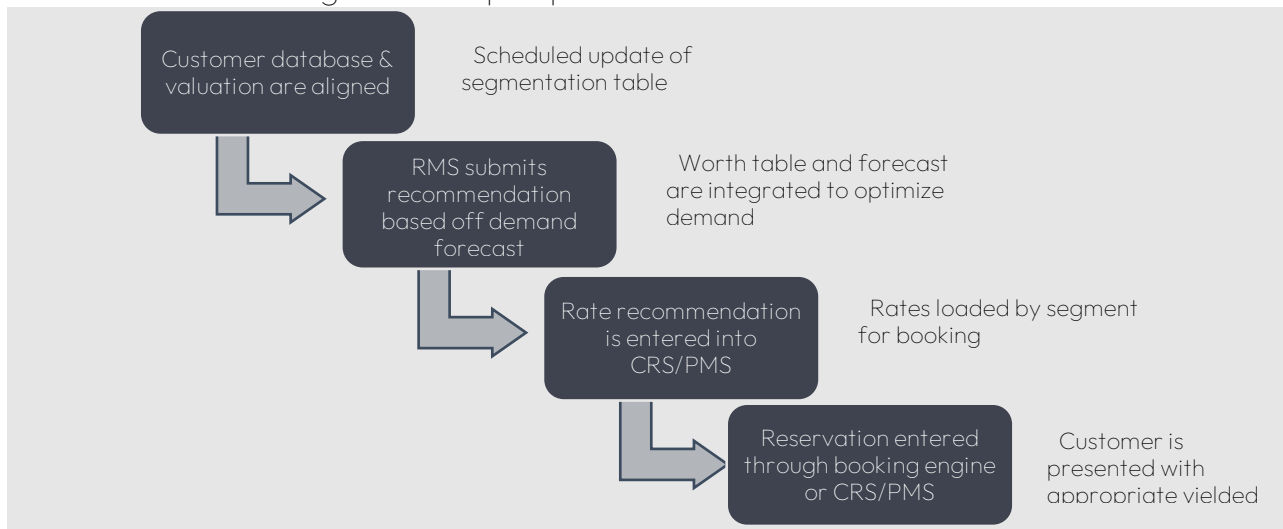 Customer database &
valuation are aligned
Scheduled update of
segmentation table
RMS submits
recommendation
based off demand
forecast
Worth table and forecast
are integrated to optimize
demand
Rate recommendation
is entered into
CRS/PMS
Rates loaded by segment
for booking
Reservation entered
through booking engine
or CRS/PMS
Customer is
presented with
appropriate yielded